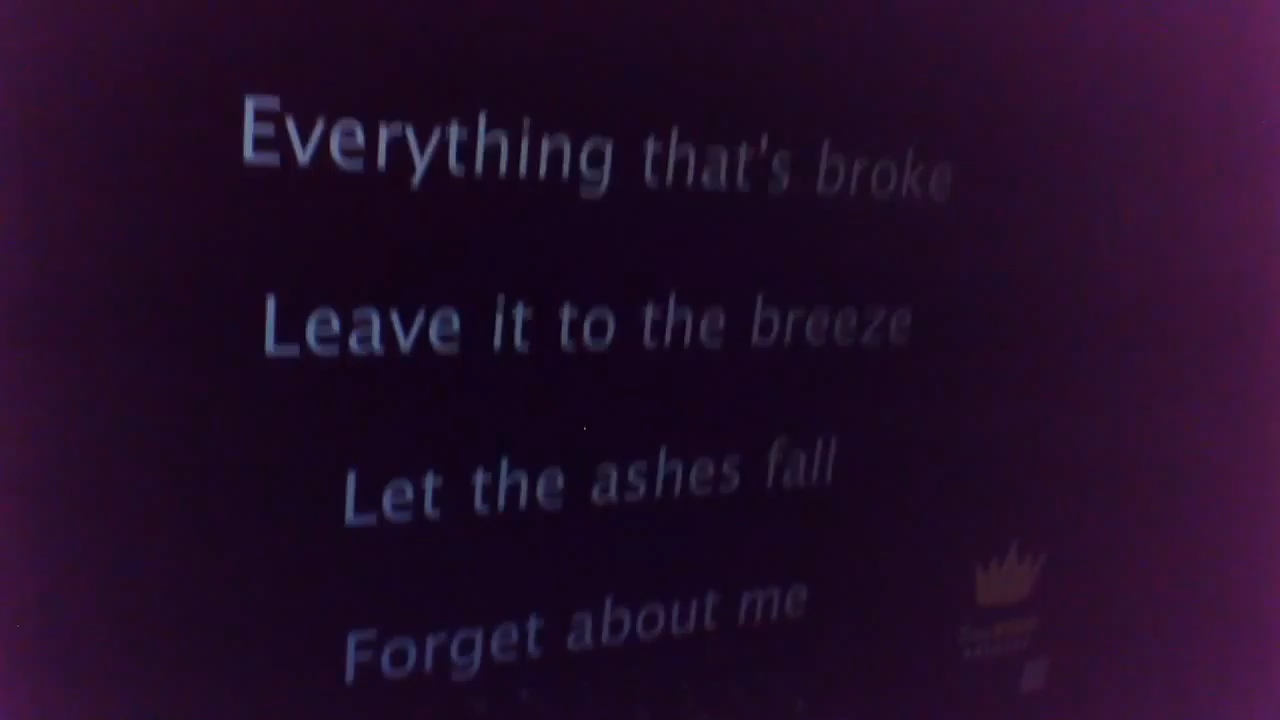 Everything that's broke
Leave it to the breeze
Let the ashes fall
Forget about me